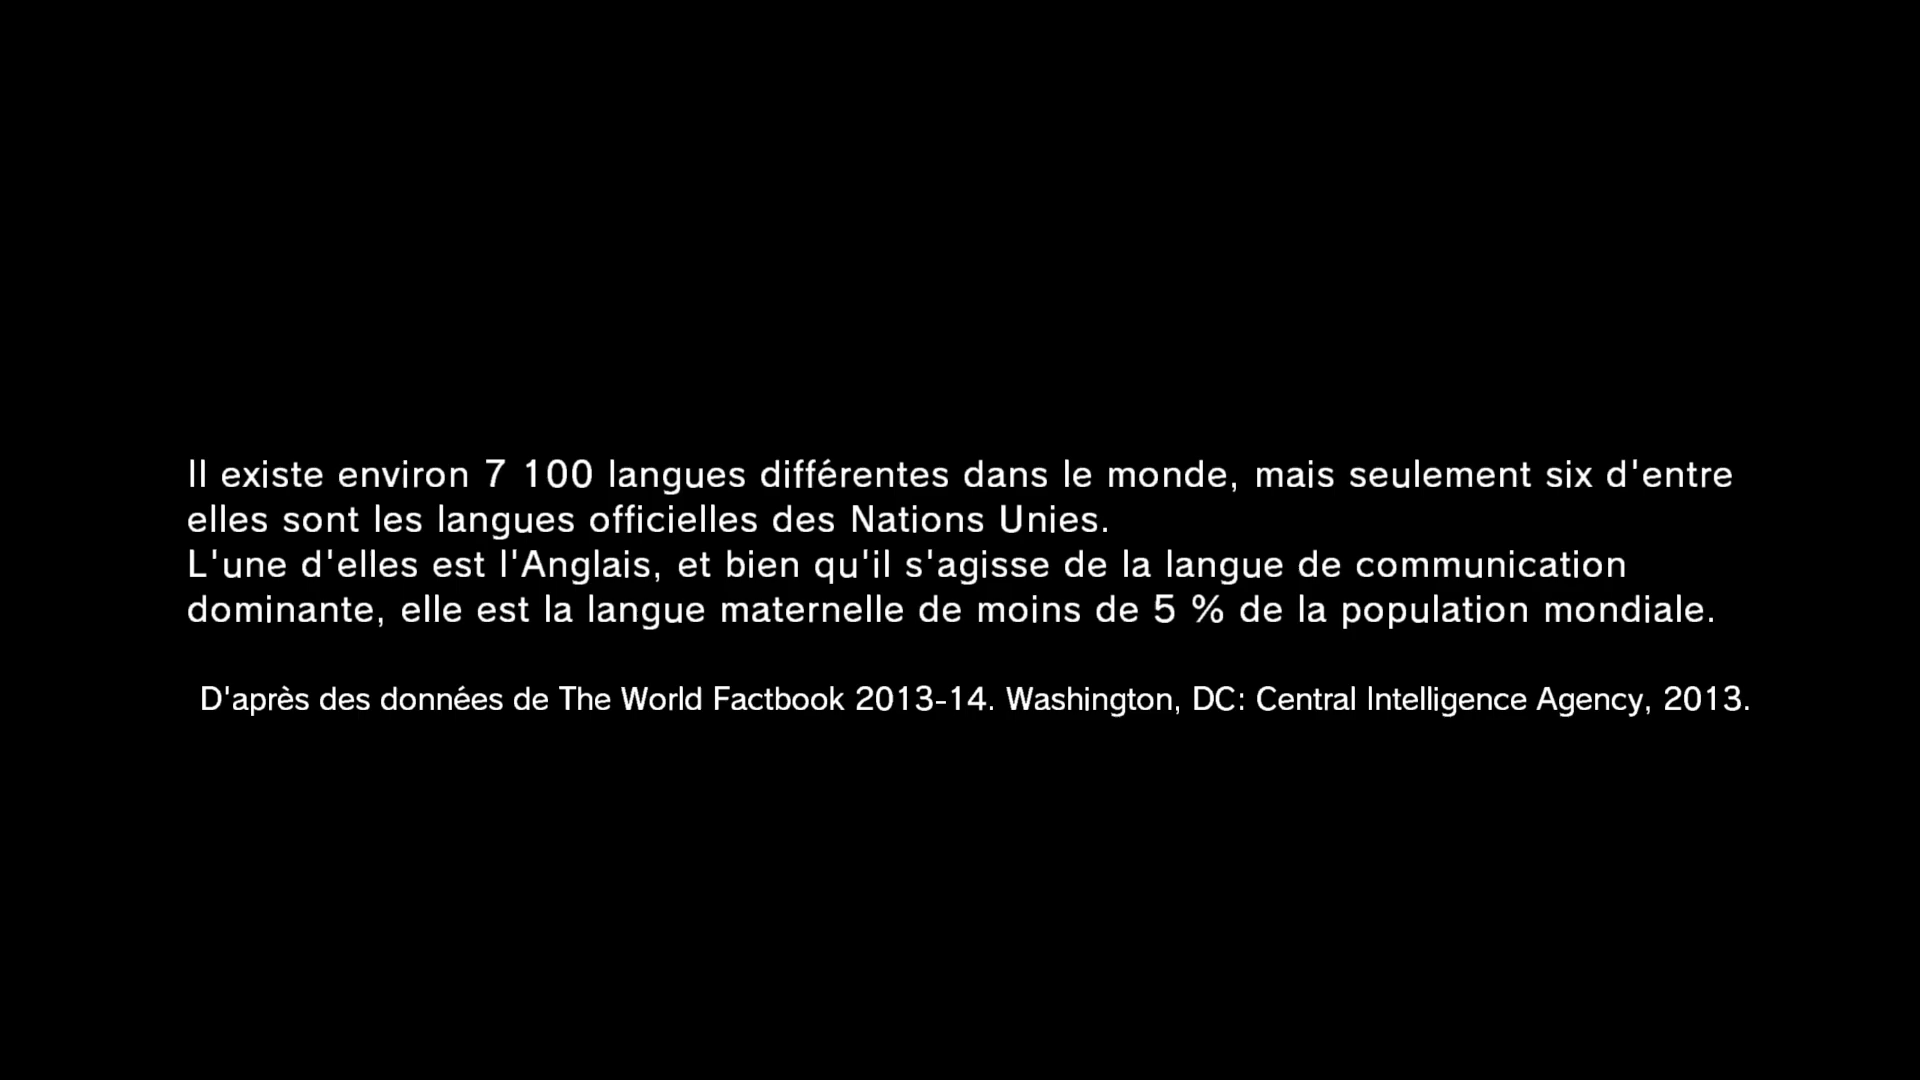 Il existe environ 7 100 langues différentes dans le monde, mais seulement six d'entre
elles sont les langues officielles des Nations Unies.
L'une d'elles est l'Anglais, et bien qu'il s'agisse de la langue de communication
dominante, elle est la langue maternelle de moins de 5 % de la population mondiale.
D'après des données de The World Factbook 2013-14. Washington, DC: Central Intelligence Agency, 2013.